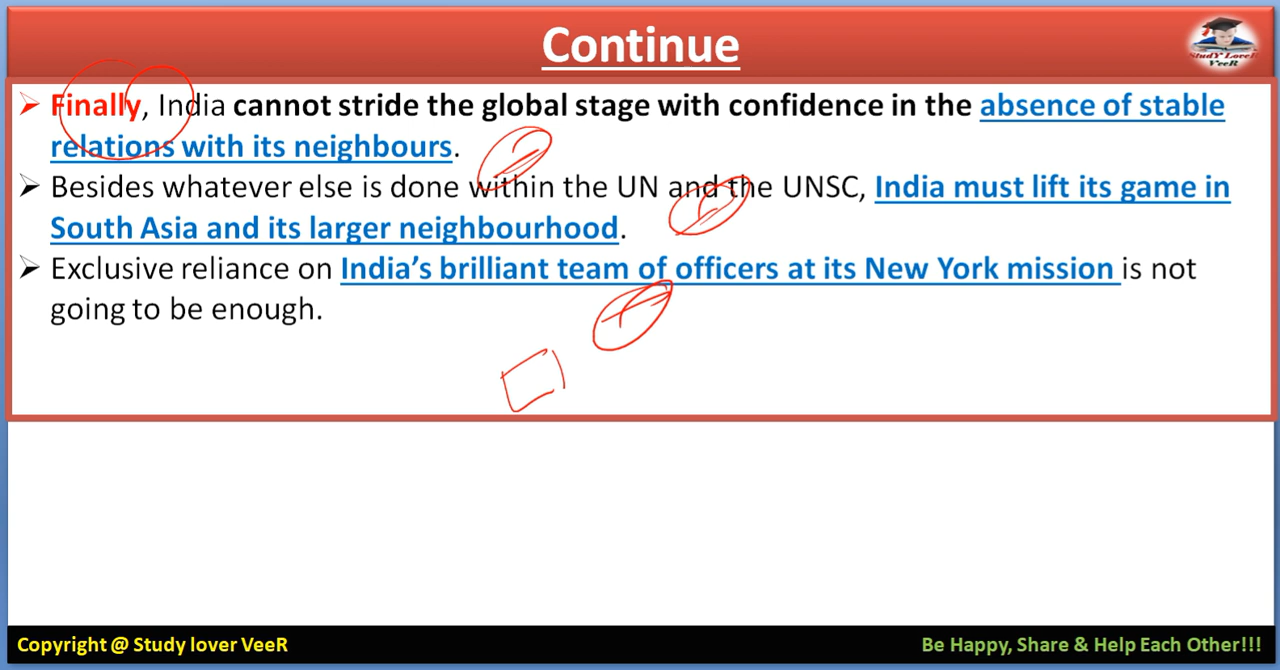 Continue
StudY LoveR
VeeR
➢ Finally, India cannot stride the global stage with confidence in the absence of stable
relations with its neighbours.
➢ Besides whatever else is done within the UN and the UNSC, India must lift its game in
South Asia and its larger neighbourhood.
➢ Exclusive reliance on India’s brilliant team of officers at its New York mission is not
going to be enough.
Copyright @ Study lover VeeR
Be Happy, Share & Help Each Other!!!